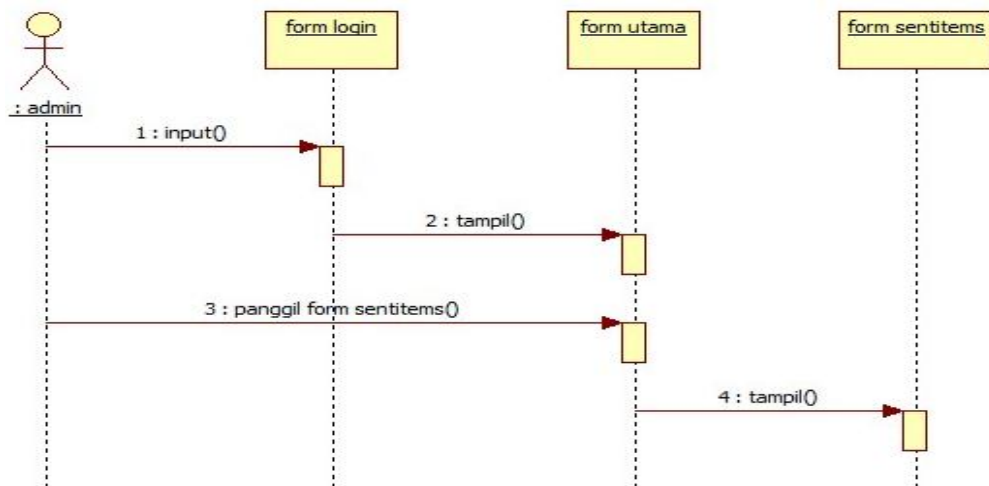 form login
form utama
form sentitems
: admin
1 : input()
2 : tampil()
3 : panggil form sentitems()
4 : tampil()